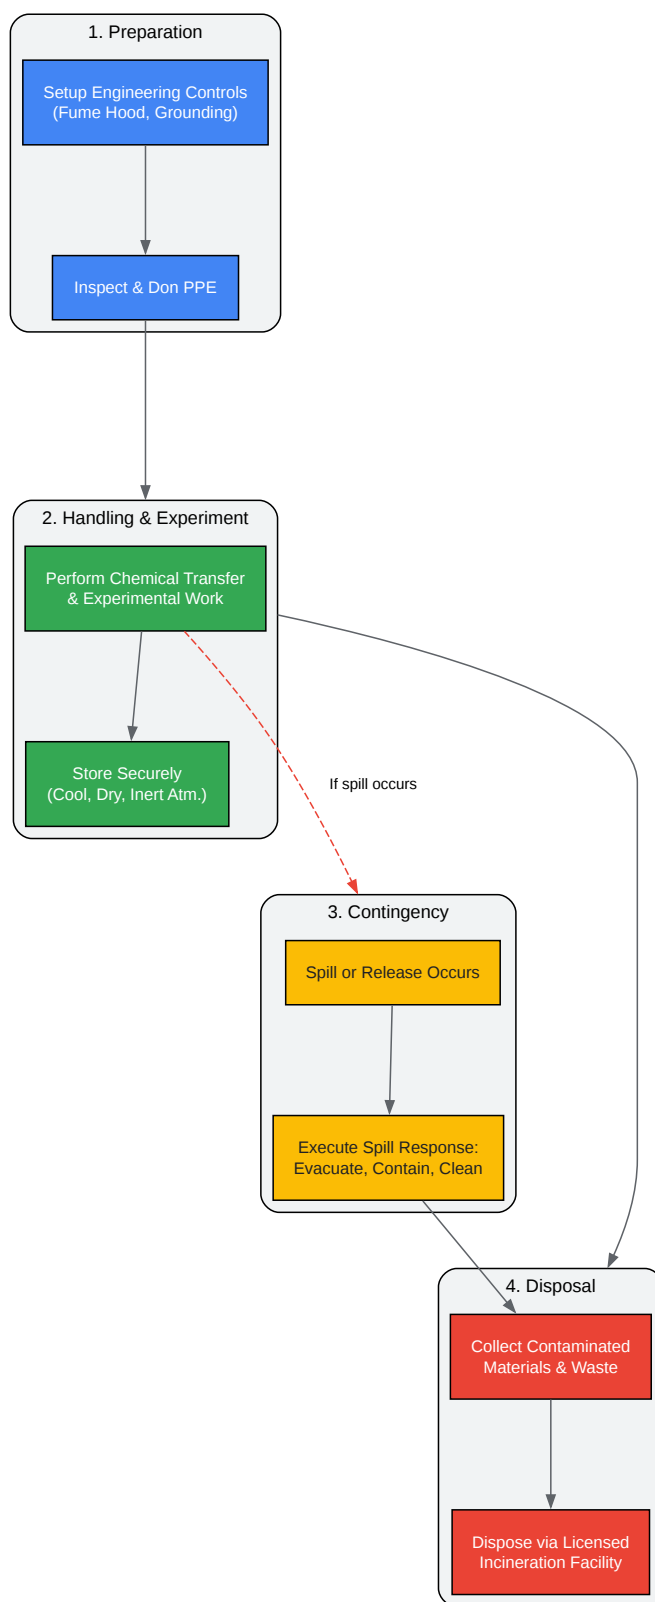 1. Preparation
Setup Engineering Controls
(Fume Hood, Grounding)
Inspect & Don PPE
2. Handling & Experiment
Perform Chemical Transfer
& Experimental Work
Store Securely
(Cool, Dry, Inert Atm.)
If spill occurs
3. Contingency
Spill or Release Occurs
Execute Spill Response:
Evacuate, Contain, Clean
4. Disposal
Collect Contaminated
Materials & Waste
Dispose via Licensed
Incineration Facility